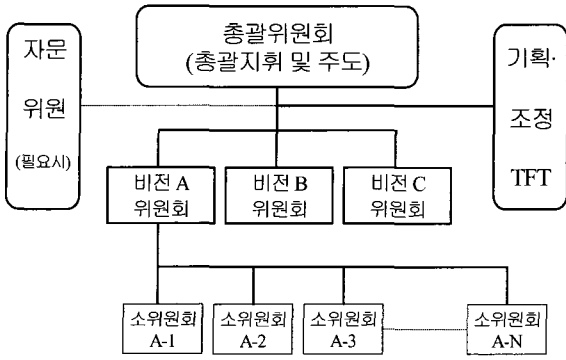 총괄위원회
(총괄지휘 및 주도)
자문
위원
(필요시)
기획·
조정
TFT
비전 A
위원회
비전 B
위원회
비전 C
위원회
소위원회
A-1
소위원회
A-2
소위원회
A-3
소위원회
A-N